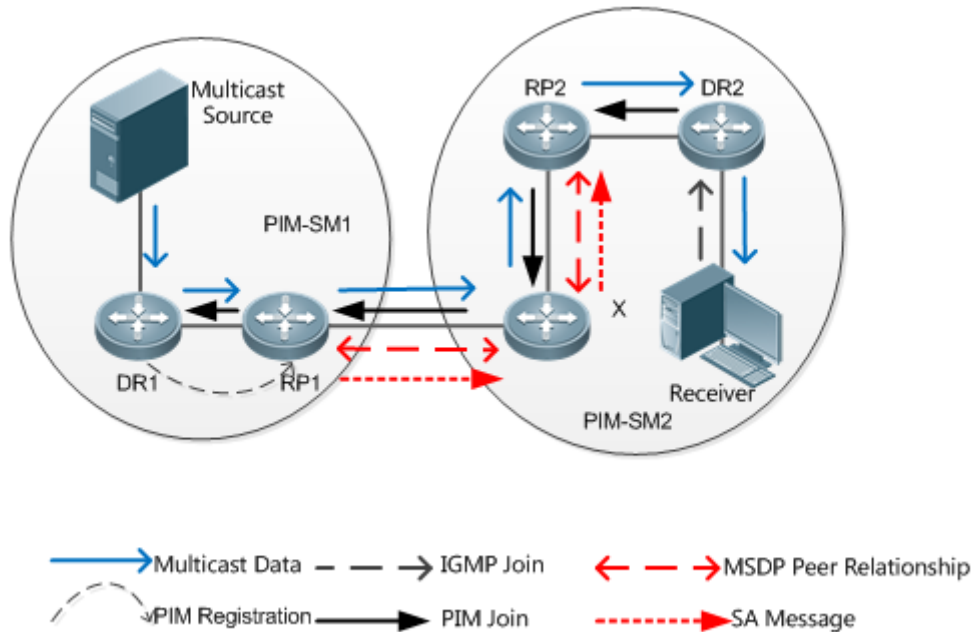 Multicast
Source
RP2
DR2
PIM-SM1
X
DR1
RP1
Receiver
PIM-SM2
Multicast Data
IGMP Join
MSDP Peer Relationship
PIM Registration
PIM Join
SA Message